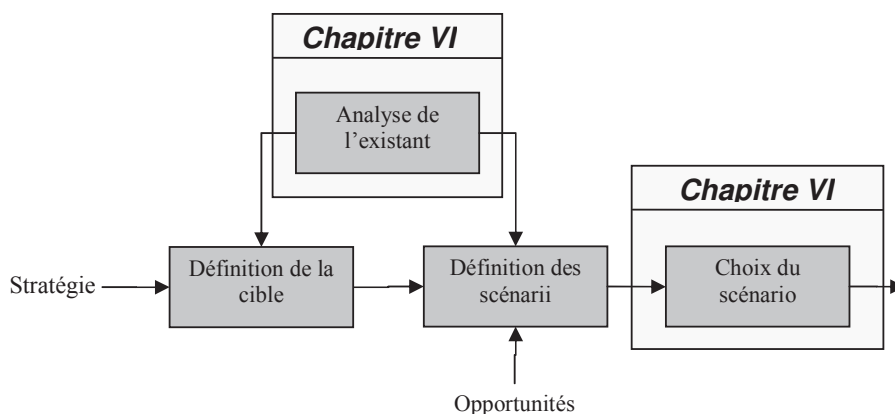 Chapitre VI
Analyse de
l’existant
Chapitre VI
Stratégie
Définition de la
cible
Définition des
scénarii
Choix du
scénario
Opportunités